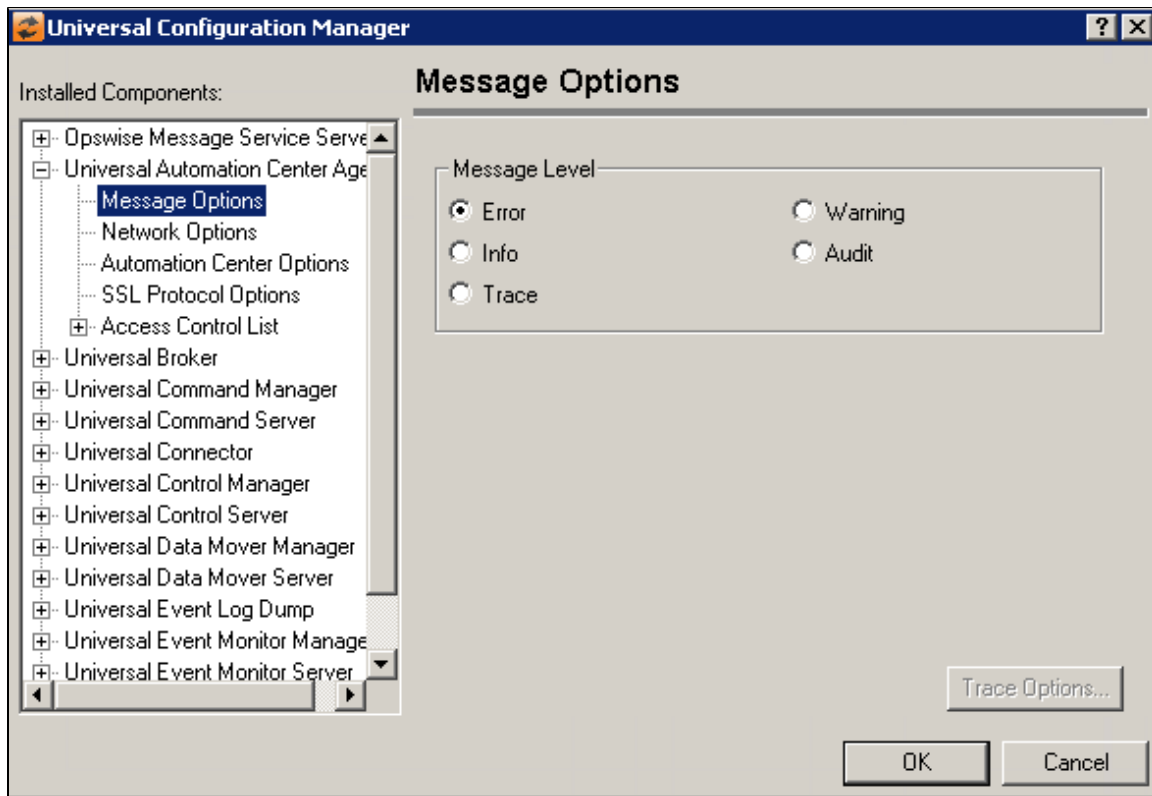 Universal Configuration Manager
Installed Components:
Opswise Message Service Serve
Universal Automation Center Age
Message Options
Network Options
Automation Center Options
SSL Protocol Options
Access Control List
Universal Broker
Universal Command Manager
Universal Command Server
Universal Connector
Universal Control Manager
Universal Control Server
Universal Data Mover Manager
Universal Data Mover Server
Universal Event Log Dump
Universal Event Monitor Manage
Universal Event Monitor Server
Message Options
Message Level
Error
Warning
Info
Audit
Trace
Trace Options...
OK
Cancel